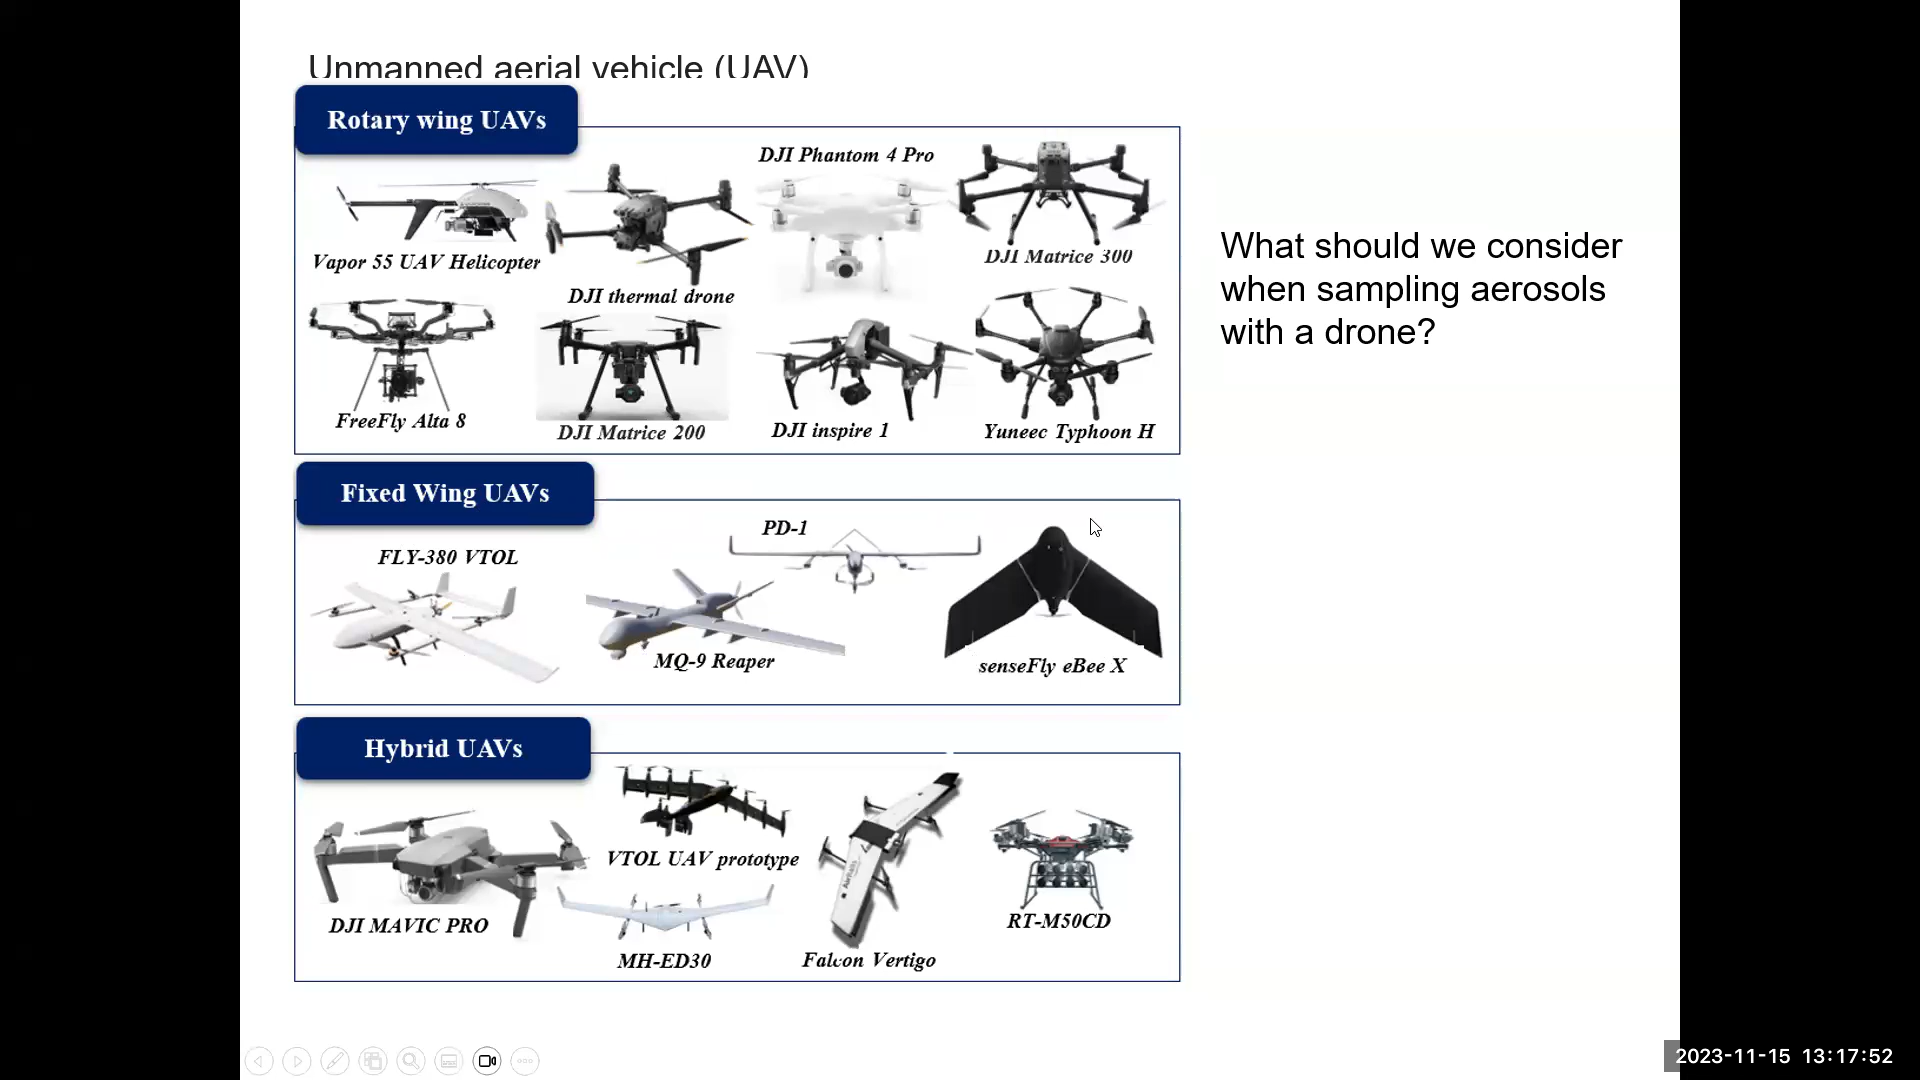 Unmanned aerial vehicle (UAV)
Rotary wing UAVs
DJI Phantom 4 Pro
Vapor 55 UAV Helicopter
DJI thermal drone
DJI Matrice 300
FreeFly Alta 8
DJI Matrice 200
DJI inspire 1
Yuneec Typhoon H
What should we consider
when sampling aerosols
with a drone?
Fixed Wing UAVs
FLY-380 VTOL
PD-1
MQ-9 Reaper
senseFly eBee X
Hybrid UAVs
DJI MAVIC PRO
VTOL UAV prototype
MH-ED30
Falcon Vertigo
RT-M50CD
2023-11-15 13:17:52